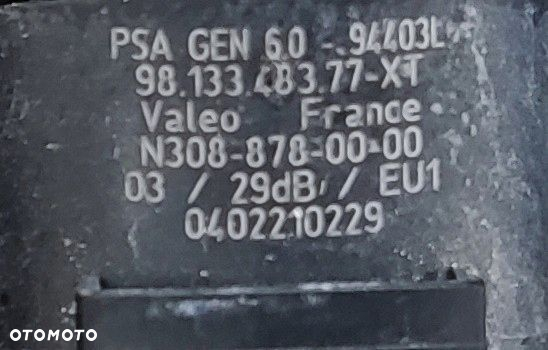 PSA GEN 6.0 - 94403L
98.133.483.77-XT
Valeo France
N308-878-00-00
03 / 29dB / EU1
0402210229
OTOMOTO